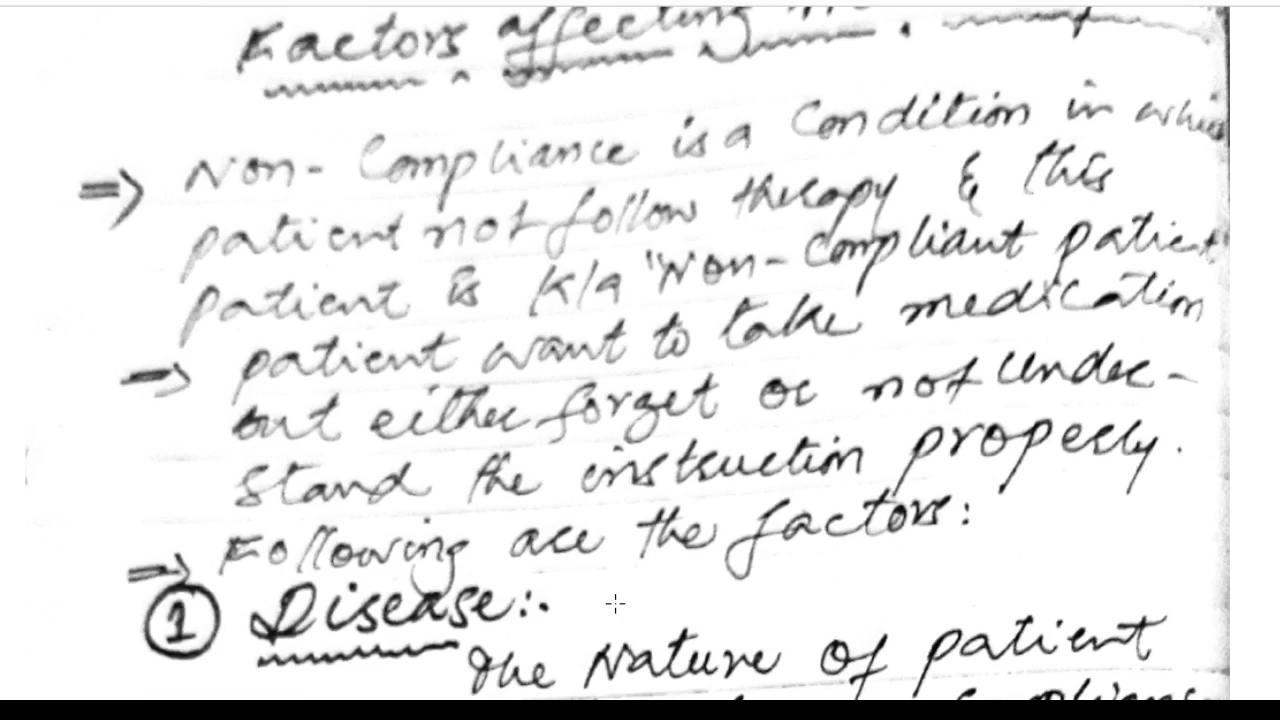 Factors affecting
⇒ Non-Compliance is a Condition in which
patient not follow therapy & this
patient is K/a "Non-Compliant patient
⇒ patient want to take medication
but either forget or not under-
stand the instruction properly.
⇒ Following are the factors:
① Disease:-
The Nature of patient